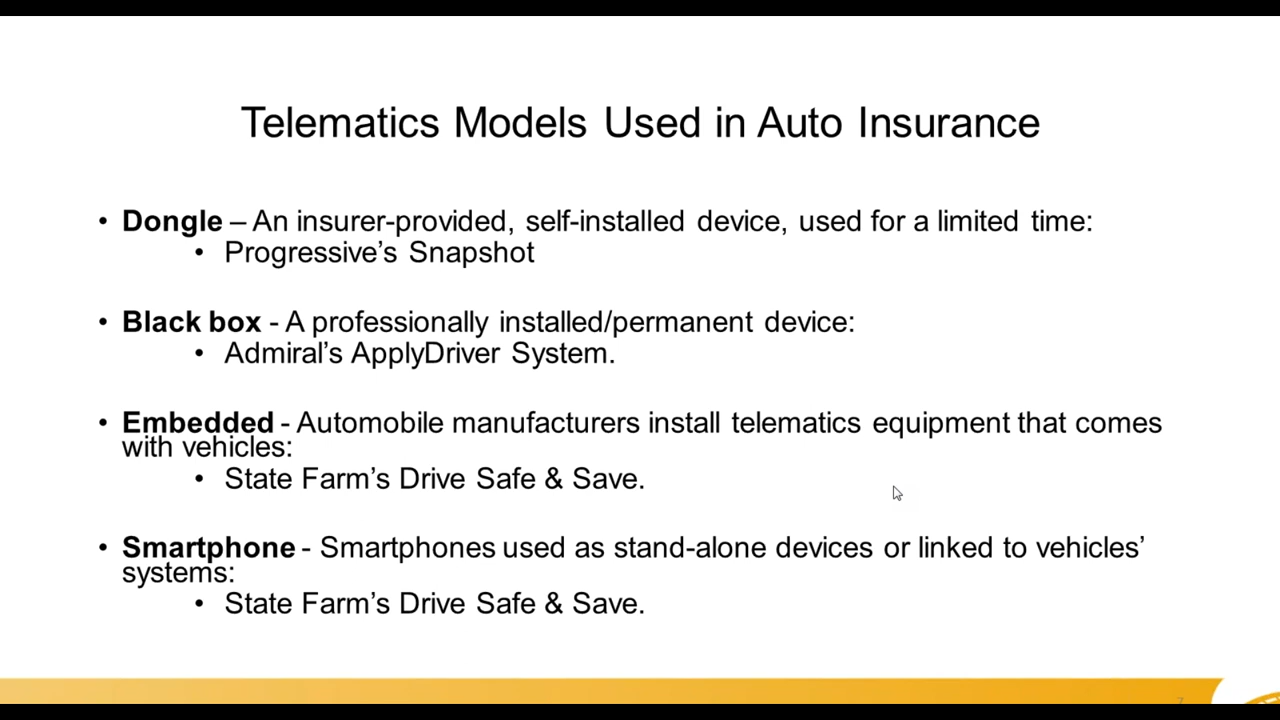 Telematics Models Used in Auto Insurance
• Dongle – An insurer-provided, self-installed device, used for a limited time:
• Progressive’s Snapshot
• Black box - A professionally installed/permanent device:
• Admiral’s ApplyDriver System.
• Embedded - Automobile manufacturers install telematics equipment that comes
with vehicles:
• State Farm’s Drive Safe & Save.
• Smartphone - Smartphones used as stand-alone devices or linked to vehicles’
systems:
• State Farm’s Drive Safe & Save.
7